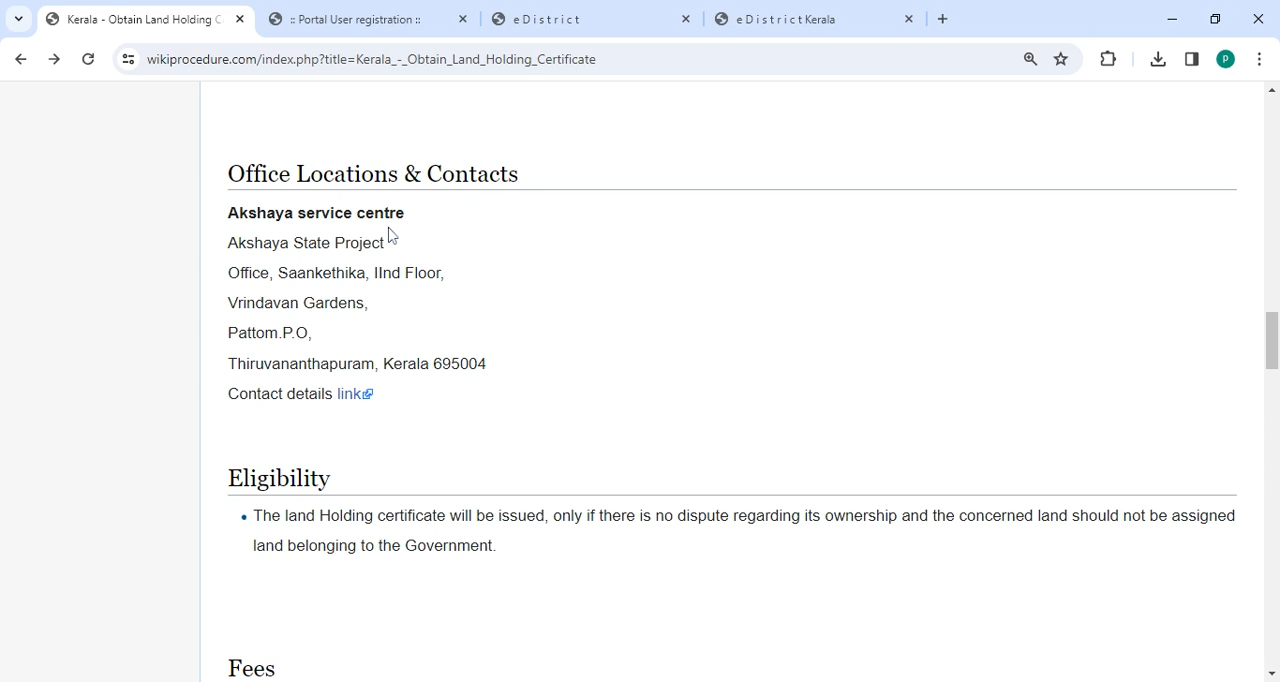 Kerala - Obtain Land Holding C
:: Portal User registration ::
e D i s t r i c t
e D i s t r i c t Kerala
wikiprocedure.com/index.php?title=Kerala_-_Obtain_Land_Holding_Certificate
P
Office Locations & Contacts
Akshaya service centre
Akshaya State Project
Office, Saankethika, IInd Floor,
Vrindavan Gardens,
Pattom.P.O,
Thiruvananthapuram, Kerala 695004
Contact details link
Eligibility
The land Holding certificate will be issued, only if there is no dispute regarding its ownership and the concerned land should not be assigned
land belonging to the Government.
Fees